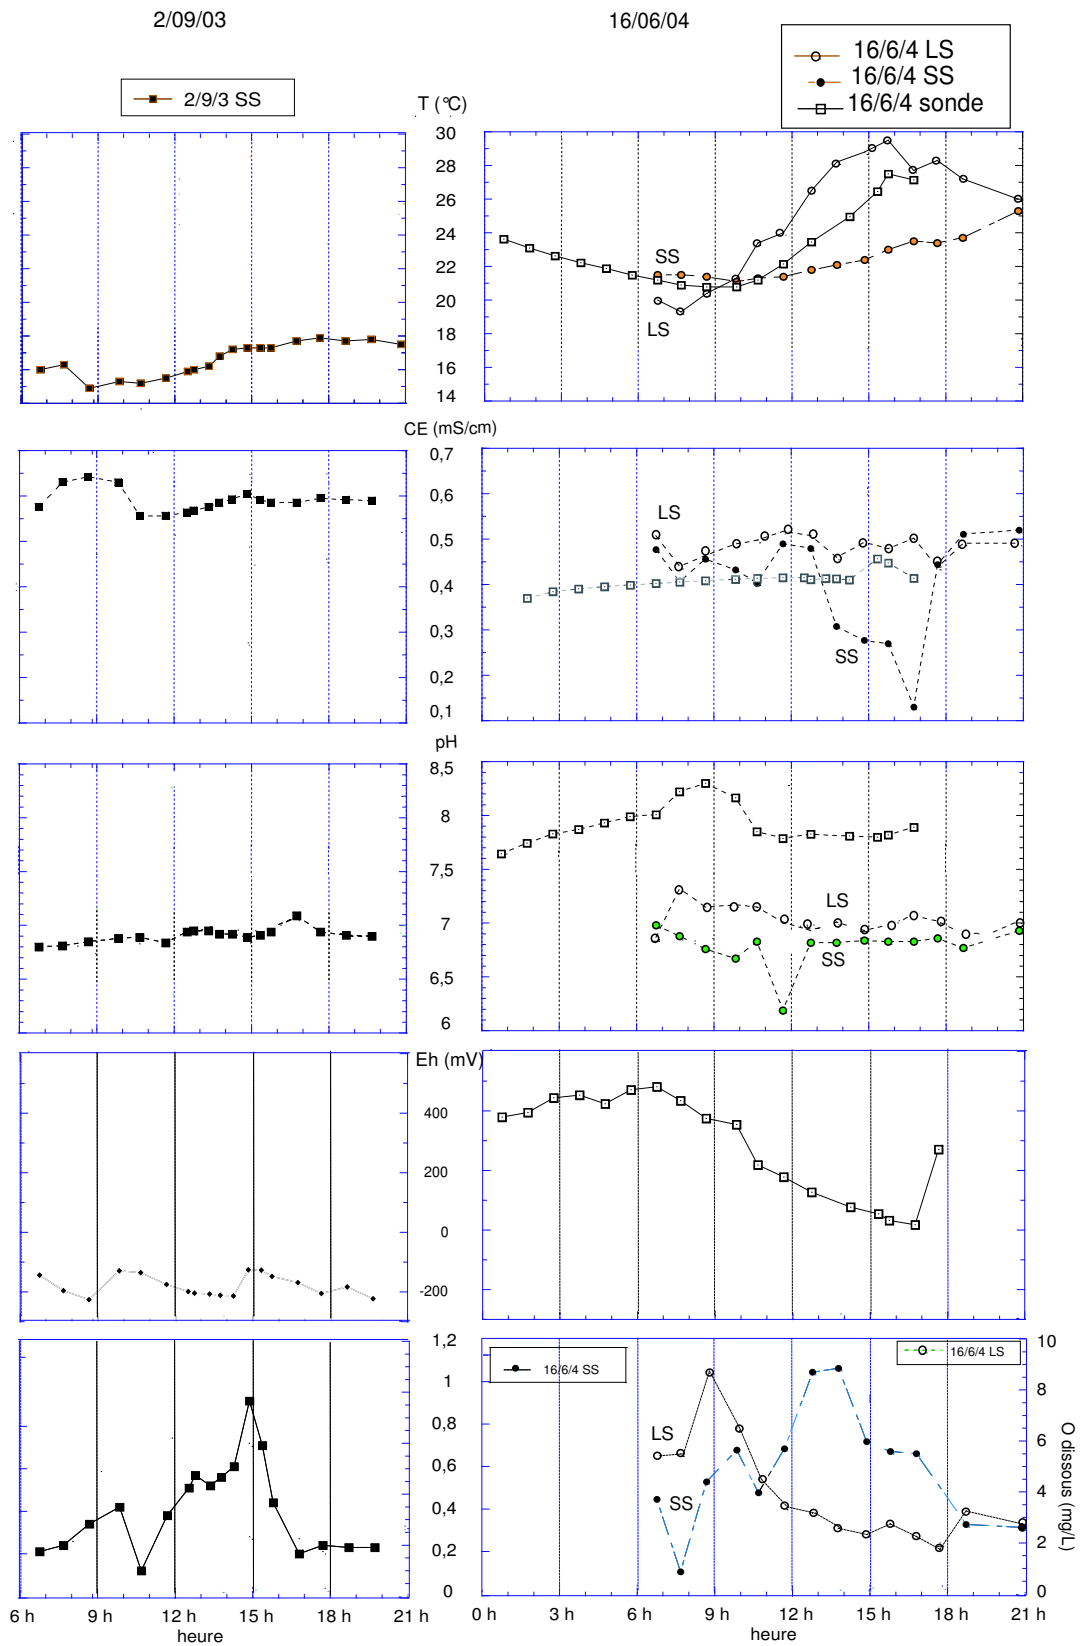 2/09/03
16/06/04
16/6/4 LS
16/6/4 SS
16/6/4 sonde
2/9/3 SS
T (°C)
30
28
26
24
22
20
18
16
14
SS
LS
CE (mS/cm)
0,7
0,6
0,5
0,4
0,3
0,2
0,1
LS
SS
pH
8,5
8
7,5
7
6,5
6
LS
SS
Eh (mV)
400
200
0
-200
1,2
1
0,8
0,6
0,4
0,2
0
16/6/4 SS
16/6/4 LS
LS
SS
10
8
6
4
2
0
O dissous (mg/L)
6 h 9 h 12 h 15 h 18 h 21 h
heure
0 h 3 h 6 h 9 h 12 h 15 h 18 h 21 h
heure